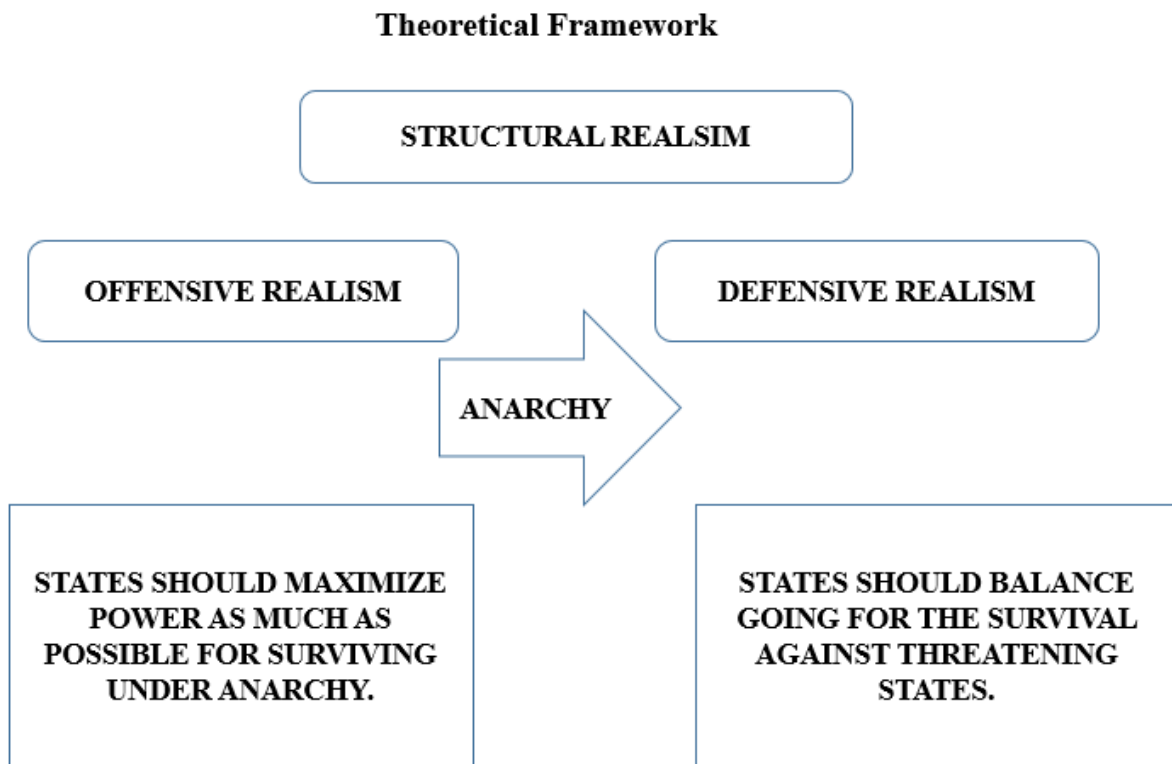 Theoretical Framework
STRUCTURAL REALSIM
OFFENSIVE REALISM
DEFENSIVE REALISM
ANARCHY
STATES SHOULD MAXIMIZE
POWER AS MUCH AS
POSSIBLE FOR SURVIVING
UNDER ANARCHY.
STATES SHOULD BALANCE
GOING FOR THE SURVIVAL
AGAINST THREATENING
STATES.